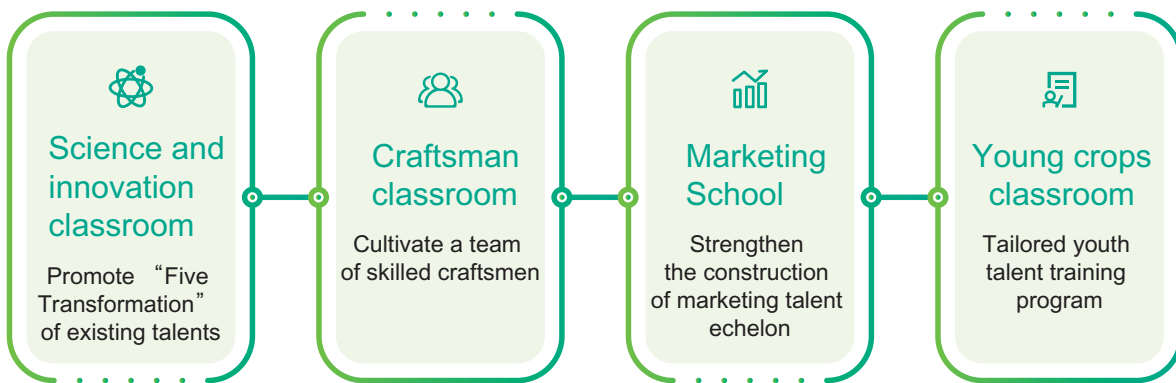 Science and
innovation
classroom
Promote “Five
Transformation”
of existing talents
Craftsman
classroom
Cultivate a team
of skilled craftsmen
Marketing
School
Strengthen
the construction
of marketing talent
echelon
Young crops
classroom
Tailored youth
talent training
program